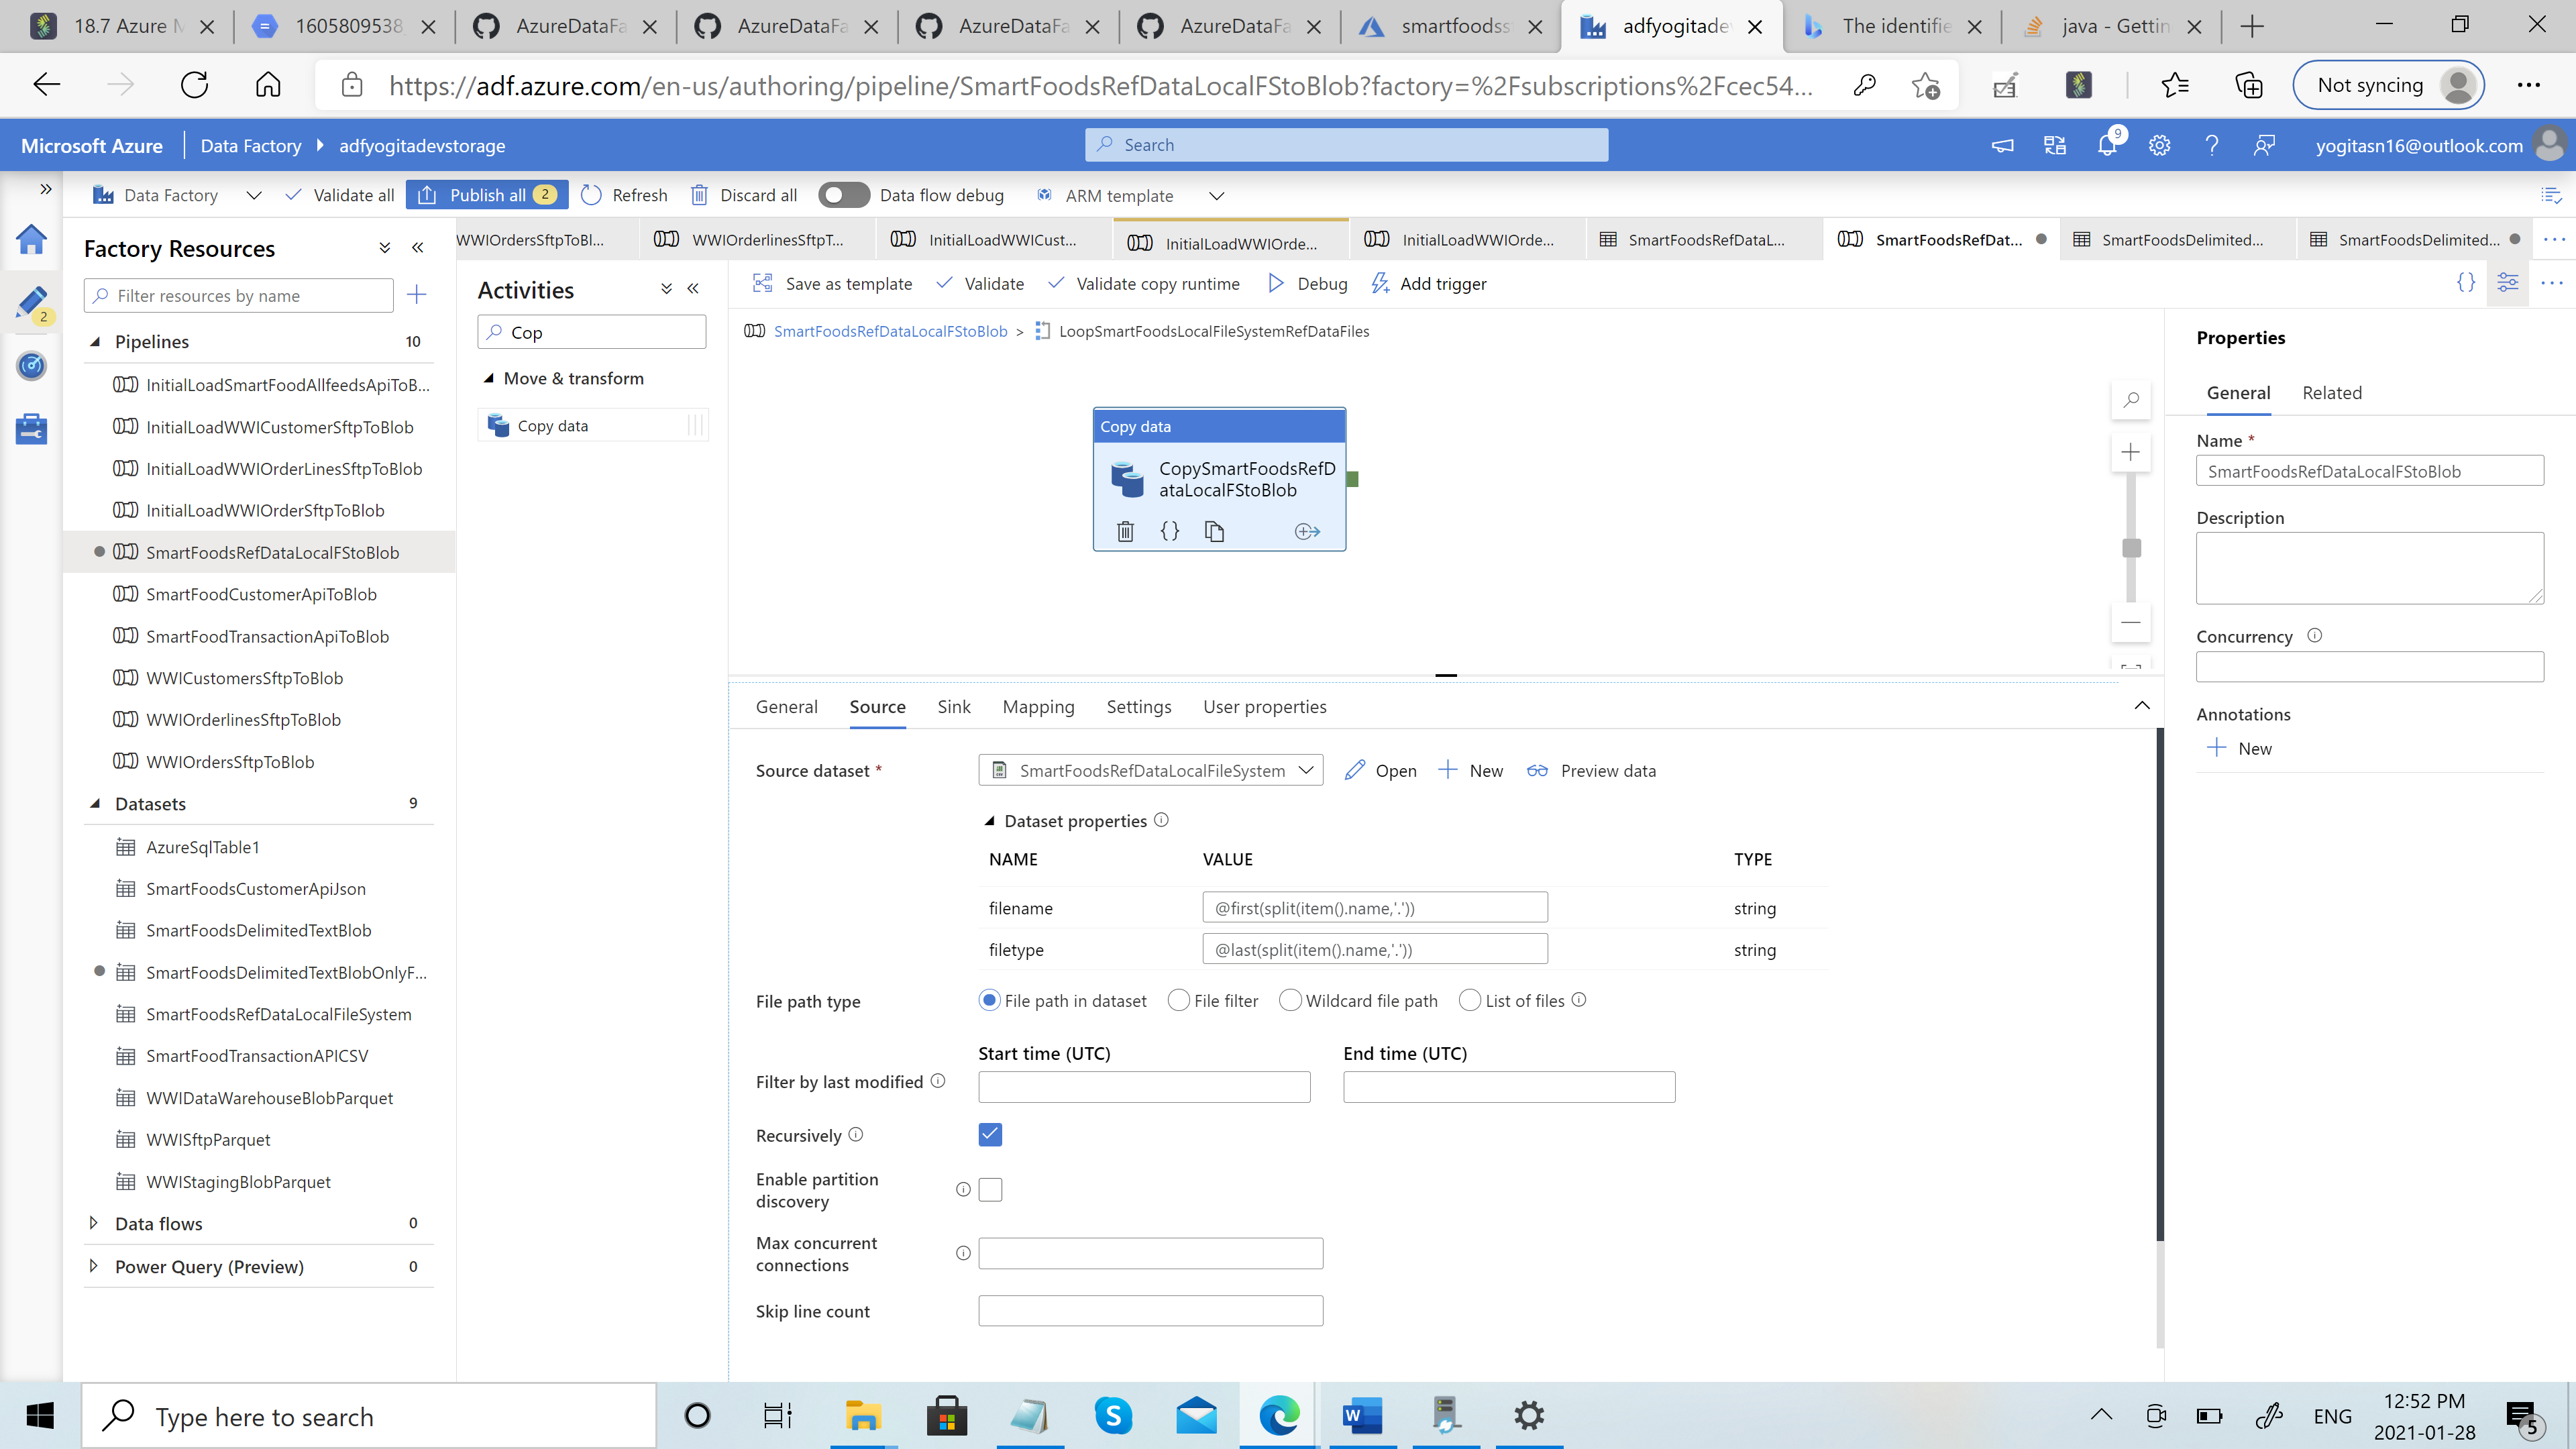 18.7 Azure M
1605809538
AzureDataFa
AzureDataFa
AzureDataFa
AzureDataFa
smartfoodss
adfyogitade
The identifie
java - Gettin
https://adf.azure.com/en-us/authoring/pipeline/SmartFoodsRefDataLocalFStoBlob?factory=%2Fsubscriptions%2Fcec54...
Not syncing
Microsoft Azure
Data Factory
adfyogitadevstorage
Search
9
yogitasn16@outlook.com
Data Factory
Validate all
Publish all 2
Refresh
Discard all
Data flow debug
ARM template
2
Factory Resources
Filter resources by name
Pipelines 10
InitialLoadSmartFoodAllfeedsApiToB...
InitialLoadWWICustomerSftpToBlob
InitialLoadWWIOrderLinesSftpToBlob
InitialLoadWWIOrderSftpToBlob
SmartFoodsRefDataLocalFStoBlob
SmartFoodCustomerApiToBlob
SmartFoodTransactionApiToBlob
WWICustomersSftpToBlob
WWIOrderlinesSftpToBlob
WWIOrdersSftpToBlob
Datasets 9
AzureSqlTable1
SmartFoodsCustomerApiJson
SmartFoodsDelimitedTextBlob
SmartFoodsDelimitedTextBlobOnlyF...
SmartFoodsRefDataLocalFileSystem
SmartFoodTransactionAPICSV
WWIDataWarehouseBlobParquet
WWISftpParquet
WWIStagingBlobParquet
Data flows 0
Power Query (Preview) 0
WWIOrdersSftpToBl...
WWIOrderlinesSftpT...
InitialLoadWWICust...
InitialLoadWWIOrde...
InitialLoadWWIOrde...
SmartFoodsRefDataL...
SmartFoodsRefDat...
SmartFoodsDelimited...
SmartFoodsDelimited...
Activities
Cop
Move & transform
Copy data
Save as template
Validate
Validate copy runtime
Debug
Add trigger
SmartFoodsRefDataLocalFStoBlob > LoopSmartFoodsLocalFileSystemRefDataFiles
Copy data
CopySmartFoodsRefD
ataLocalFStoBlob
General
Source
Sink
Mapping
Settings
User properties
Source dataset *
SmartFoodsRefDataLocalFileSystem
Open
New
Preview data
Dataset properties
NAME VALUE TYPE
filename @first(split(item().name,'.')) string
filetype @last(split(item().name,'.')) string
File path type
File path in dataset
File filter
Wildcard file path
List of files
Start time (UTC) End time (UTC)
Filter by last modified
Recursively
Enable partition
discovery
Max concurrent
connections
Skip line count
Properties
General
Related
Name *
SmartFoodsRefDataLocalFStoBlob
Description
Concurrency
Annotations
New
Type here to search
ENG
12:52 PM
2021-01-28
5